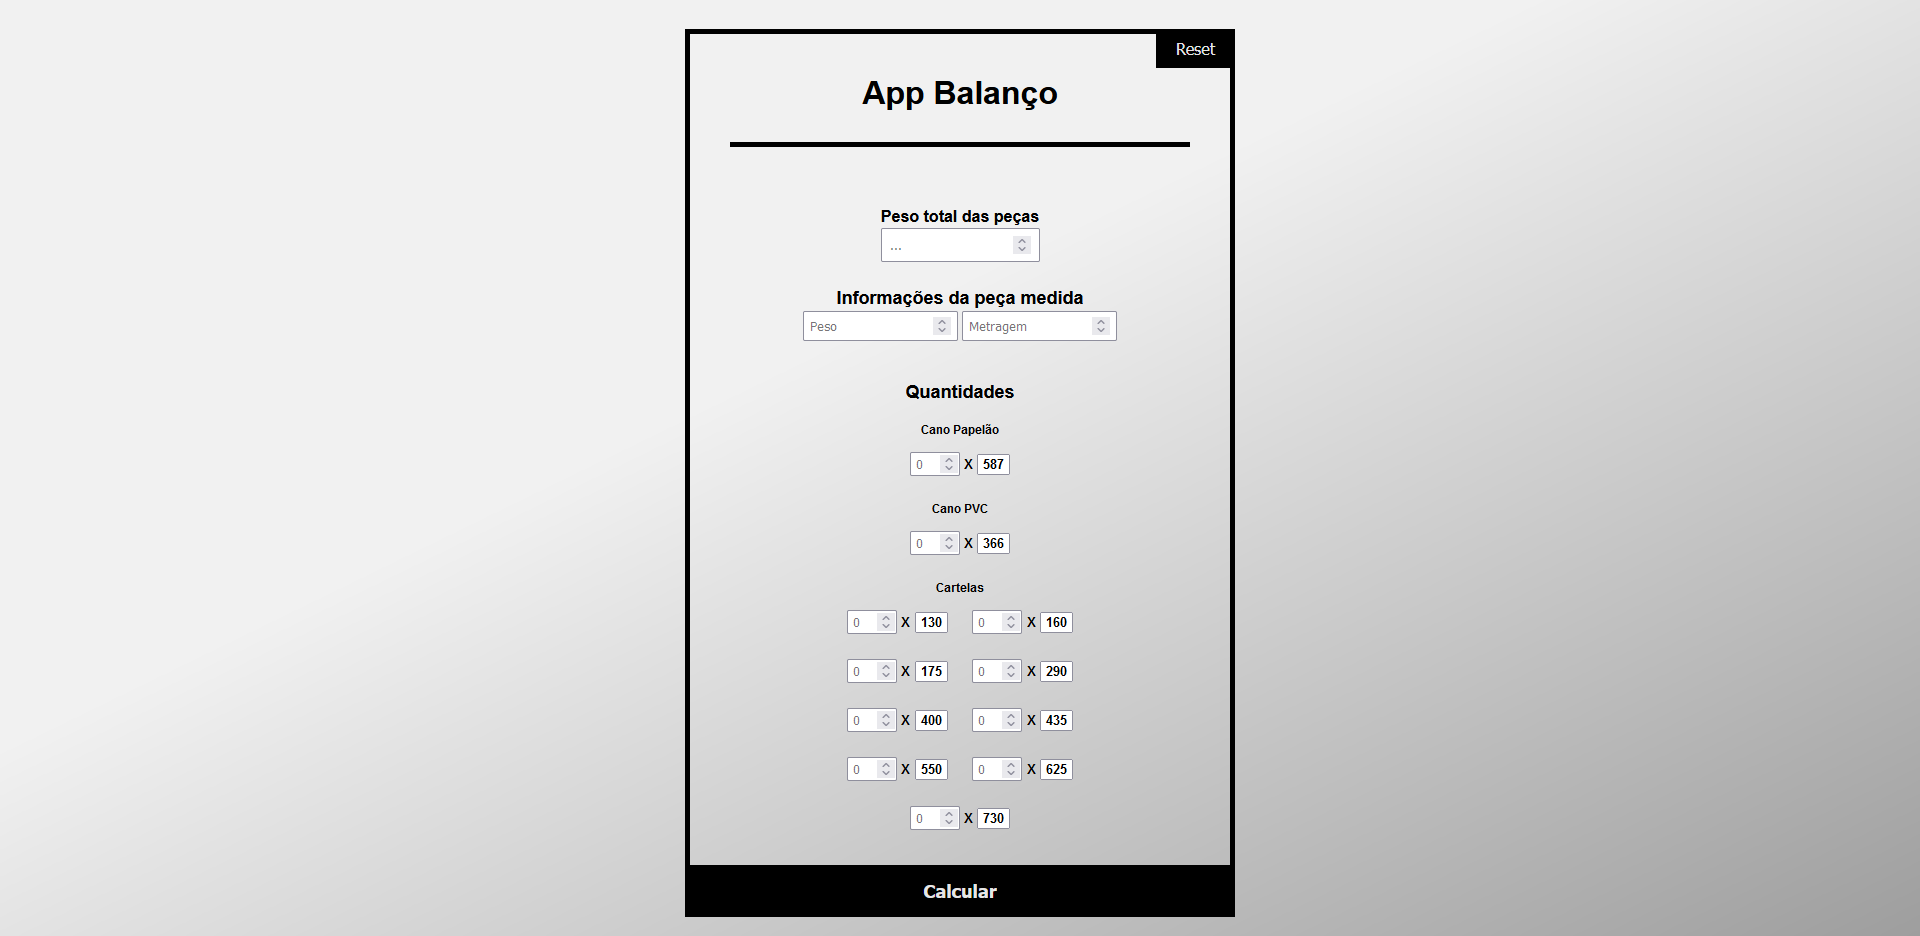 Reset
App Balanço
Peso total das peças
...
Informações da peça medida
Peso Metragem
Quantidades
Cano Papelão
0 X 587
Cano PVC
0 X 366
Cartelas
0 X 130 0 X 160
0 X 175 0 X 290
0 X 400 0 X 435
0 X 550 0 X 625
0 X 730
Calcular